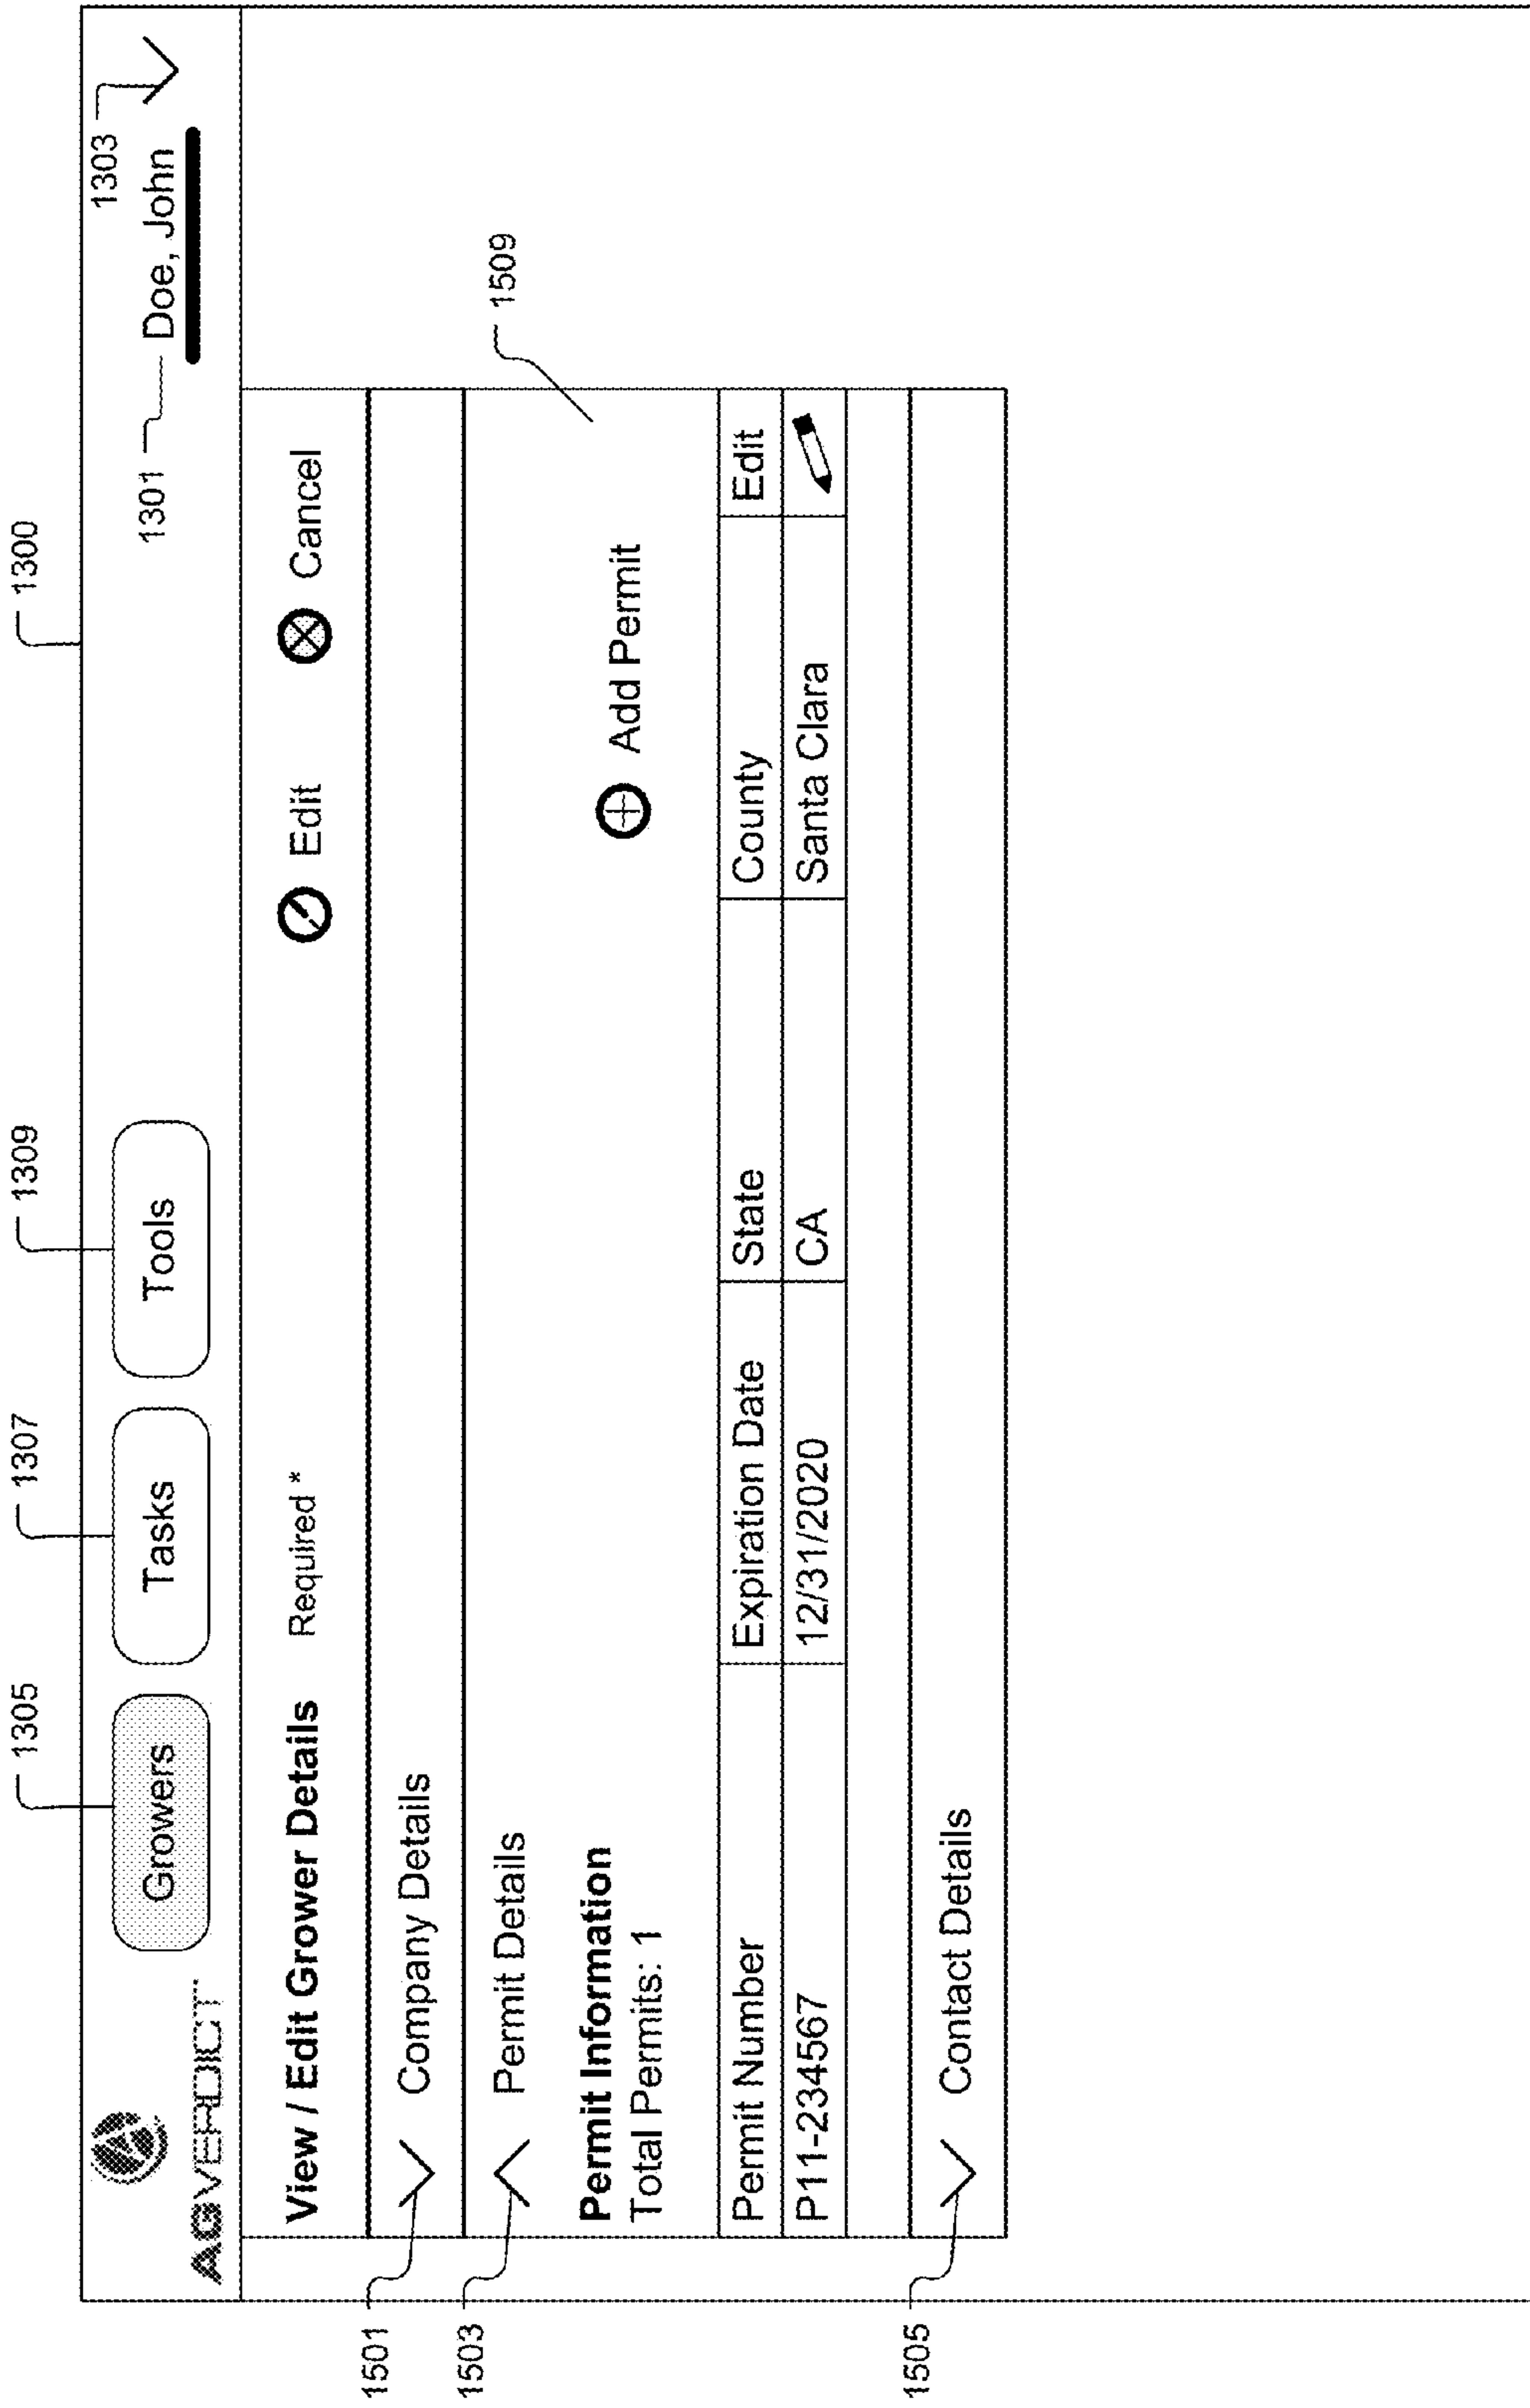 1300
1305
1307
1309
1303
AGVERDICT
Growers
Tasks
Tools
1301
Doe, John
View / Edit Grower Details
Required *
Edit
Cancel
1501
Company Details
1503
Permit Details
1509
Permit Information
Total Permits: 1
Add Permit
Permit Number
Expiration Date
State
County
Edit
P11-234567
12/31/2020
CA
Santa Clara
1505
Contact Details